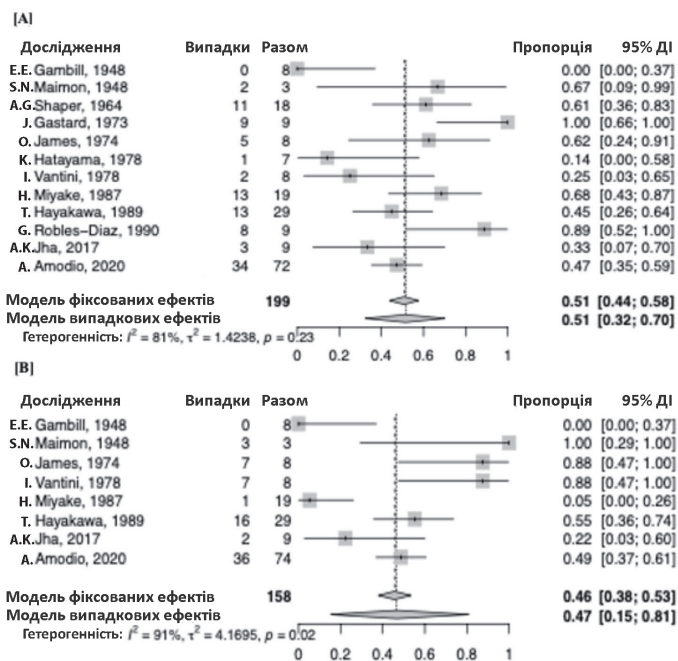 [A]
Дослідження Випадки Разом Пропорція 95% ДІ
E.E. Gambill, 1948 0 8 0.00 [0.00; 0.37]
S.N. Maimon, 1948 2 3 0.67 [0.09; 0.99]
A.G. Shaper, 1964 11 18 0.61 [0.36; 0.83]
J. Gastard, 1973 9 9 1.00 [0.66; 1.00]
O. James, 1974 5 8 0.62 [0.24; 0.91]
K. Hatayama, 1978 1 7 0.14 [0.00; 0.58]
I. Vantini, 1978 2 8 0.25 [0.03; 0.65]
H. Miyake, 1987 13 19 0.68 [0.43; 0.87]
T. Hayakawa, 1989 13 29 0.45 [0.26; 0.64]
G. Robles–Diaz, 1990 8 9 0.89 [0.52; 1.00]
A.K. Jha, 2017 3 9 0.33 [0.07; 0.70]
A. Amodio, 2020 34 72 0.47 [0.35; 0.59]
Модель фіксованих ефектів 199 0.51 [0.44; 0.58]
Модель випадкових ефектів 0.51 [0.32; 0.70]
Гетерогенність: I² = 81%, τ² = 1.4238, p = 0.23
0 0.2 0.4 0.6 0.8 1
[B]
Дослідження Випадки Разом Пропорція 95% ДІ
E.E. Gambill, 1948 0 8 0.00 [0.00; 0.37]
S.N. Maimon, 1948 3 3 1.00 [0.29; 1.00]
O. James, 1974 7 8 0.88 [0.47; 1.00]
I. Vantini, 1978 7 8 0.88 [0.47; 1.00]
H. Miyake, 1987 1 19 0.05 [0.00; 0.26]
T. Hayakawa, 1989 16 29 0.55 [0.36; 0.74]
A.K. Jha, 2017 2 9 0.22 [0.03; 0.60]
A. Amodio, 2020 36 74 0.49 [0.37; 0.61]
Модель фіксованих ефектів 158 0.46 [0.38; 0.53]
Модель випадкових ефектів 0.47 [0.15; 0.81]
Гетерогенність: I² = 91%, τ² = 4.1695, p = 0.02
0 0.2 0.4 0.6 0.8 1